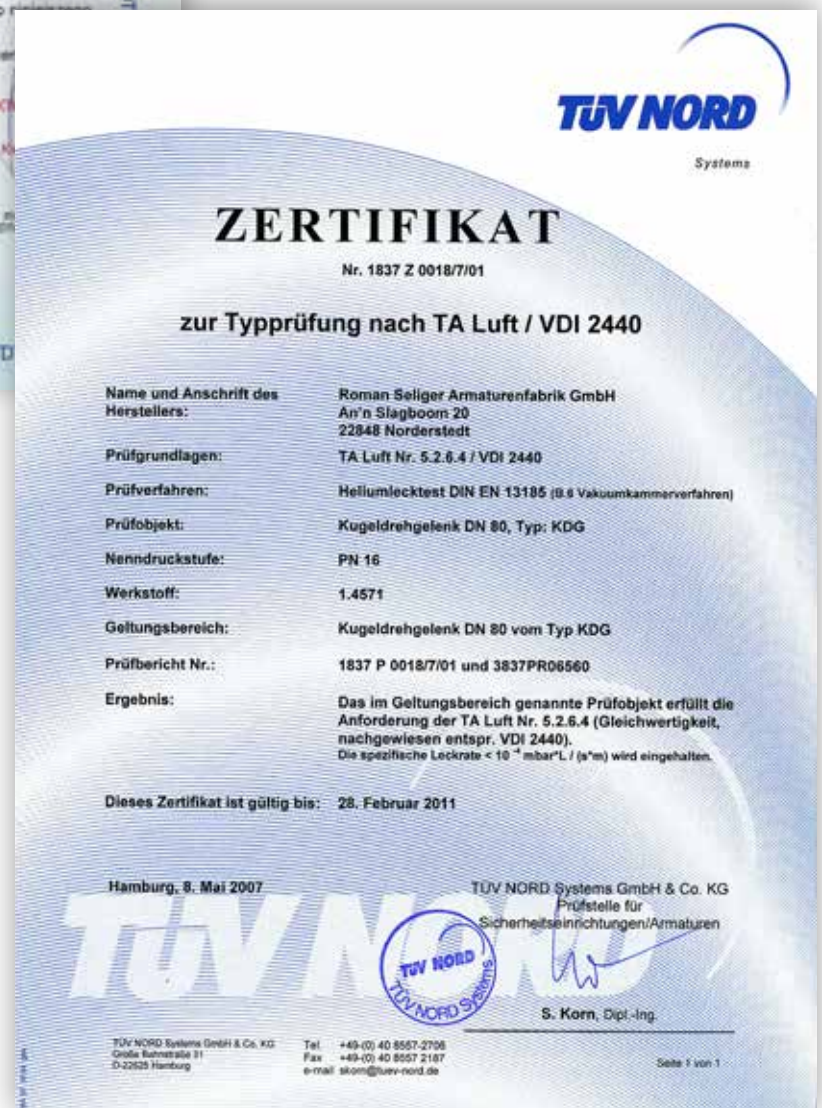 TÜV NORD
Systems
ZERTIFIKAT
Nr. 1837 Z 0018/7/01
zur Typprüfung nach TA Luft / VDI 2440
Name und Anschrift des Herstellers:
Roman Seliger Armaturenfabrik GmbH
An'n Slagboom 20
22848 Norderstedt
Prüfgrundlagen: TA Luft Nr. 5.2.6.4 / VDI 2440
Prüfverfahren: Heliumlecktest DIN EN 13185 (B.6 Vakuumkammerverfahren)
Prüfobjekt: Kugeldrehgelenk DN 80, Typ: KDG
Nenndruckstufe: PN 16
Werkstoff: 1.4571
Geltungsbereich: Kugeldrehgelenk DN 80 vom Typ KDG
Prüfbericht Nr.: 1837 P 0018/7/01 und 3837PR06560
Ergebnis: Das im Geltungsbereich genannte Prüfobjekt erfüllt die
Anforderung der TA Luft Nr. 5.2.6.4 (Gleichwertigkeit,
nachgewiesen entspr. VDI 2440).
Die spezifische Leckrate < 10⁻⁴ mbar*L / (s*m) wird eingehalten.
Dieses Zertifikat ist gültig bis: 28. Februar 2011
Hamburg, 8. Mai 2007
TÜV NORD Systems GmbH & Co. KG
Prüfstelle für
Sicherheitseinrichtungen/Armaturen
TÜV NORD
TÜV NORD
TÜV NORD Systems
S. Korn, Dipl.-Ing.
TÜV NORD Systems GmbH & Co. KG
Große Bahnstraße 31
D-22525 Hamburg
Tel. +49-(0) 40 8557-2706
Fax +49-(0) 40 8557 2187
e-mail skorn@tuev-nord.de
Seite 1 von 1